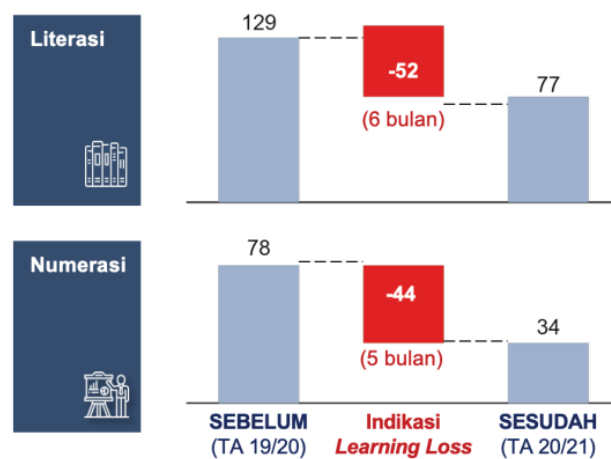 Literasi
129
-52
(6 bulan)
77
Numerasi
78
-44
(5 bulan)
34
SEBELUM
(TA 19/20)
Indikasi
Learning Loss
SESUDAH
(TA 20/21)